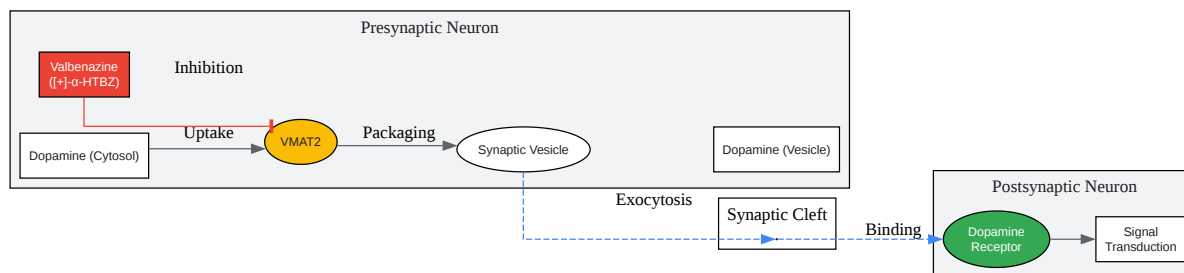 Presynaptic Neuron
Valbenazine
([+]-α-HTBZ)
Inhibition
Dopamine (Cytosol)
Uptake
VMAT2
Packaging
Synaptic Vesicle
Dopamine (Vesicle)
Exocytosis
Synaptic Cleft
Binding
Postsynaptic Neuron
Dopamine
Receptor
Signal
Transduction